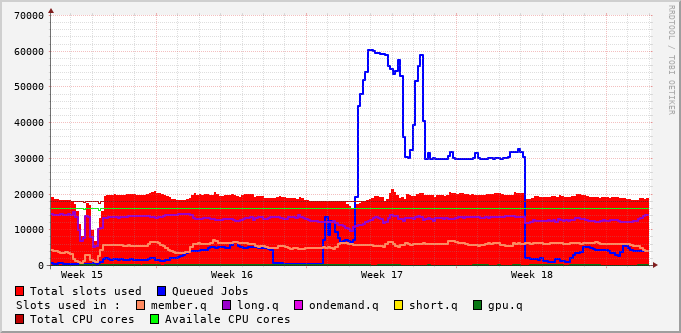 70000
60000
50000
40000
30000
20000
10000
0
Week 15 Week 16 Week 17 Week 18
Total slots used Queued Jobs
Slots used in : member.q long.q ondemand.q short.q gpu.q
Total CPU cores Availale CPU cores
RRDTOOL / TOBI OETIKER